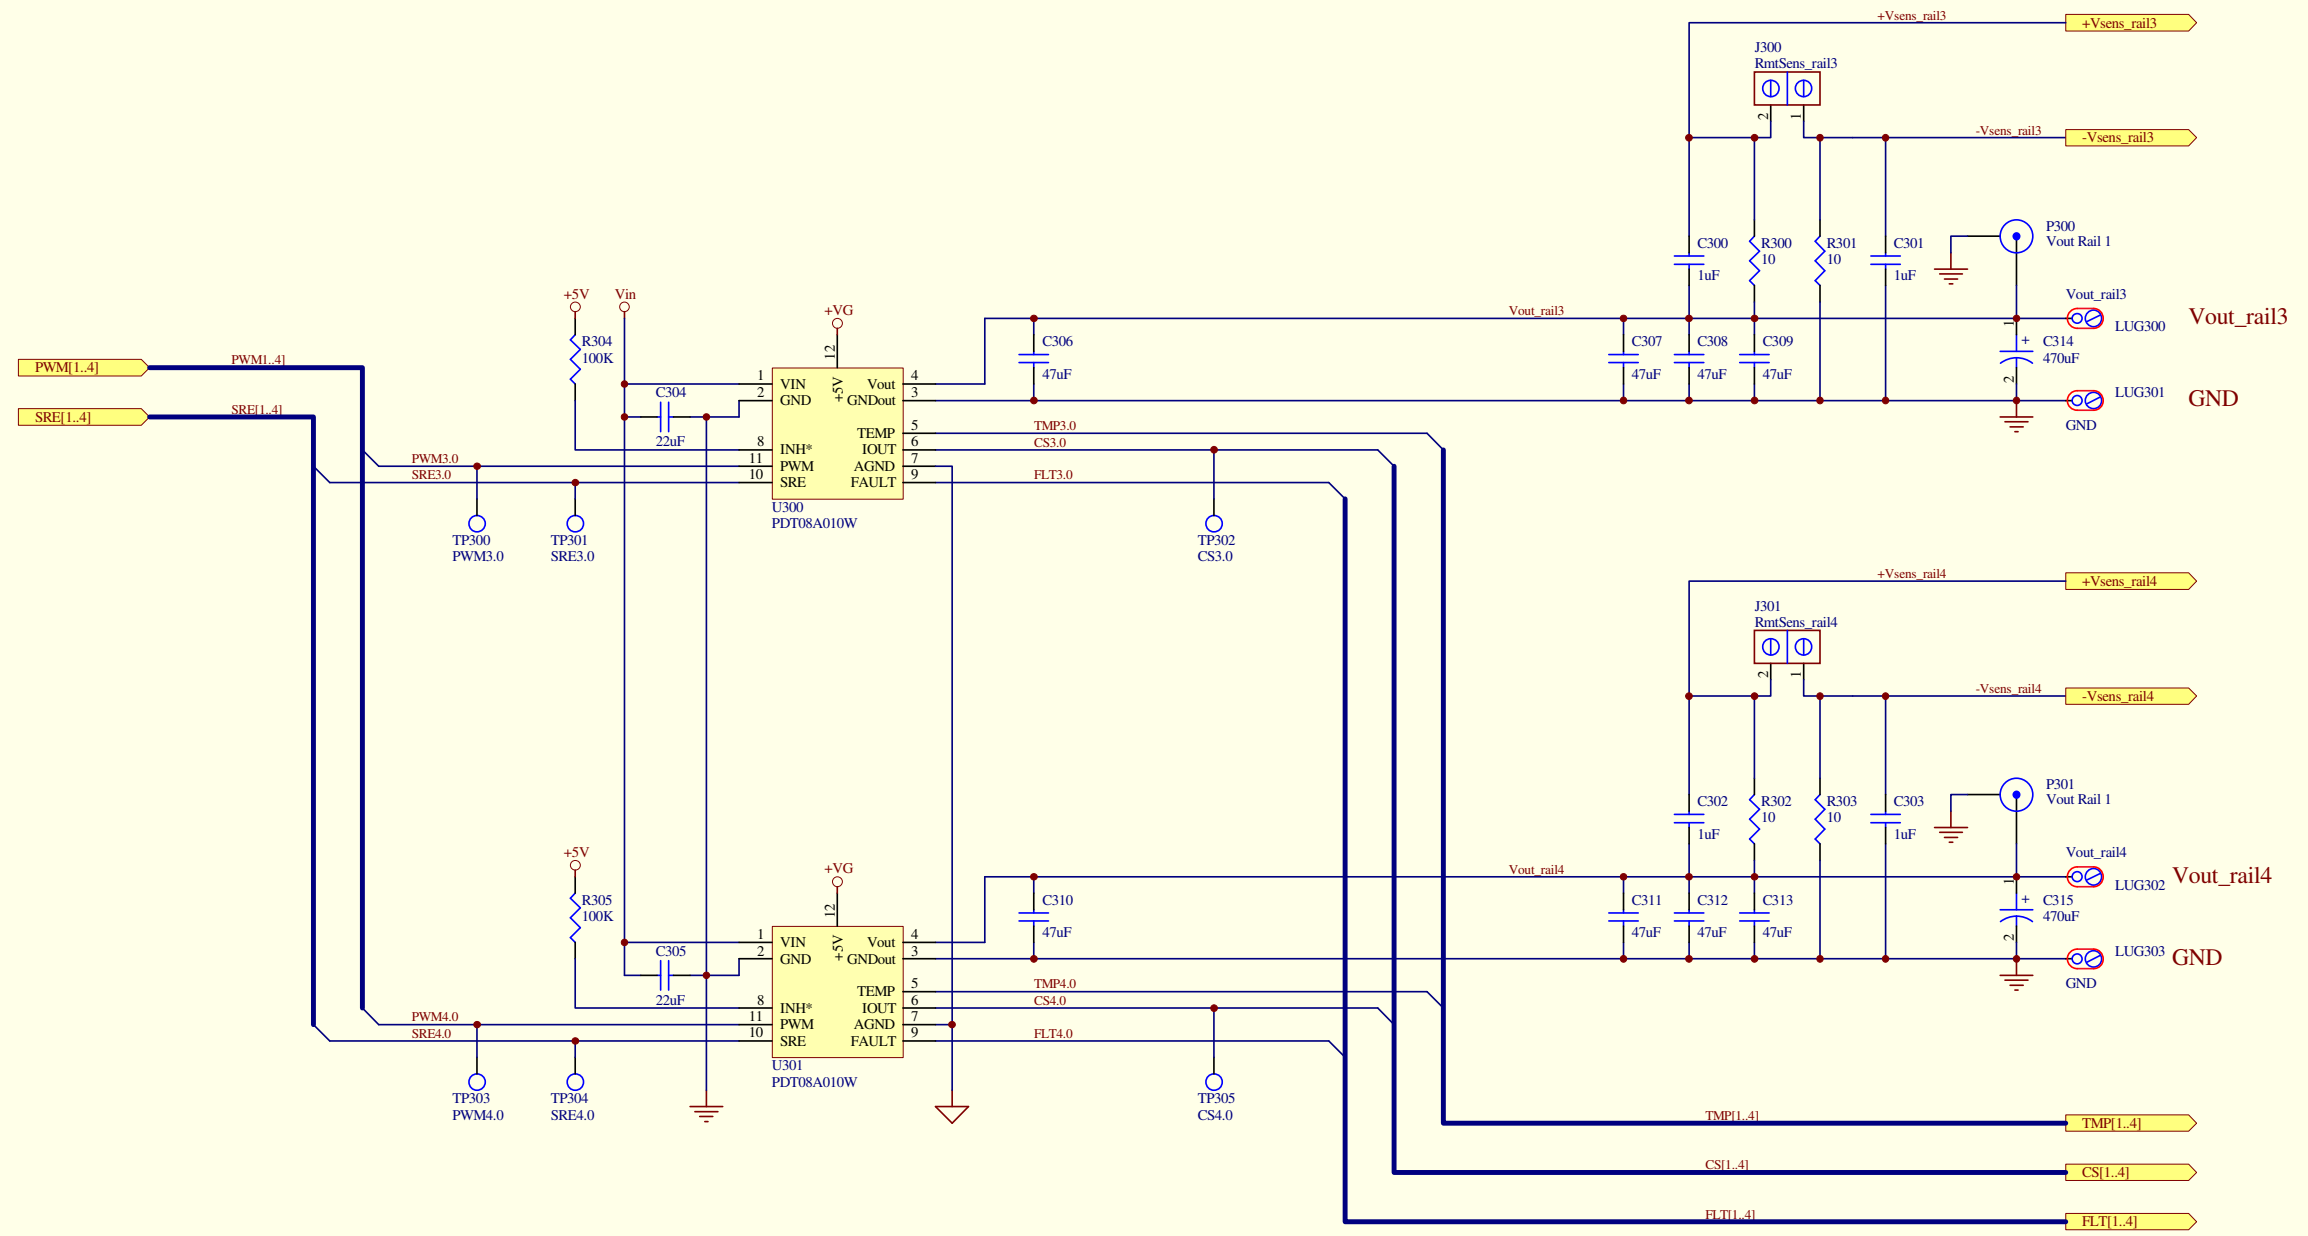 +Vsens_rail3
+Vsens_rail3
J300
RmtSens_rail3
2
1
-Vsens_rail3
-Vsens_rail3
C300
1uF
R300
10
R301
10
C301
1uF
P300
Vout Rail 1
Vout_rail3
Vout_rail3
LUG300
Vout_rail3
C306
47uF
C307
47uF
C308
47uF
C309
47uF
1
+
C314
470uF
2
LUG301
GND
GND
+5V
Vin
R304
100K
+VG
12
C304
22uF
PWM[1..4]
PWM1..4]
SRE[1..4]
SRE[1..4]
1
VIN
+5V
Vout
4
2
GND
GNDout
3
TEMP
5
8
INH*
IOUT
6
11
PWM
AGND
7
10
SRE
FAULT
9
U300
PDT08A010W
PWM3.0
SRE3.0
TMP3.0
CS3.0
FLT3.0
TP300
PWM3.0
TP301
SRE3.0
TP302
CS3.0
+Vsens_rail4
+Vsens_rail4
J301
RmtSens_rail4
2
1
-Vsens_rail4
-Vsens_rail4
C302
1uF
R302
10
R303
10
C303
1uF
P301
Vout Rail 1
Vout_rail4
Vout_rail4
LUG302
Vout_rail4
C310
47uF
C311
47uF
C312
47uF
C313
47uF
1
+
C315
470uF
2
LUG303
GND
GND
+5V
R305
100K
+VG
12
C305
22uF
1
VIN
+5V
Vout
4
2
GND
GNDout
3
TEMP
5
8
INH*
IOUT
6
11
PWM
AGND
7
10
SRE
FAULT
9
U301
PDT08A010W
PWM4.0
SRE4.0
TMP4.0
CS4.0
FLT4.0
TP303
PWM4.0
TP304
SRE4.0
TP305
CS4.0
TMP[1..4]
TMP[1..4]
CS[1..4]
CS[1..4]
FLT[1..4]
FLT[1..4]